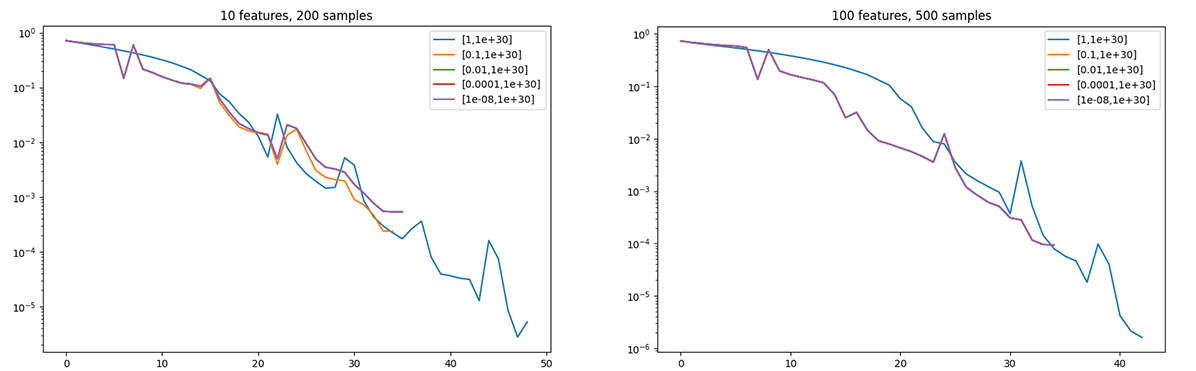 10 features, 200 samples
10⁰
10⁻¹
10⁻²
10⁻³
10⁻⁴
10⁻⁵
0 10 20 30 40 50
[1,1e+30]
[0.1,1e+30]
[0.01,1e+30]
[0.0001,1e+30]
[1e-08,1e+30]
100 features, 500 samples
10⁰
10⁻¹
10⁻²
10⁻³
10⁻⁴
10⁻⁵
10⁻⁶
0 10 20 30 40
[1,1e+30]
[0.1,1e+30]
[0.01,1e+30]
[0.0001,1e+30]
[1e-08,1e+30]